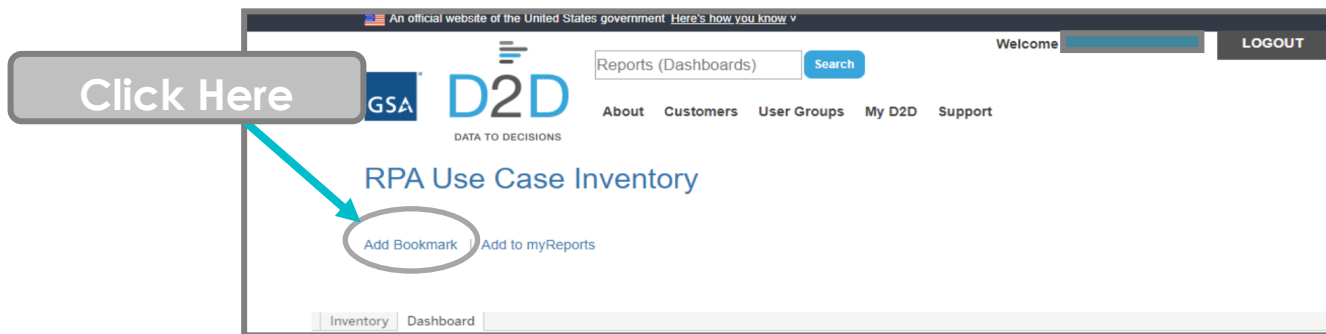 An official website of the United States government Here's how you know v
Welcome
LOGOUT
Reports (Dashboards) Search
Click Here
GSA
D2D
DATA TO DECISIONS
About Customers User Groups My D2D Support
RPA Use Case Inventory
Add Bookmark | Add to myReports
Inventory Dashboard